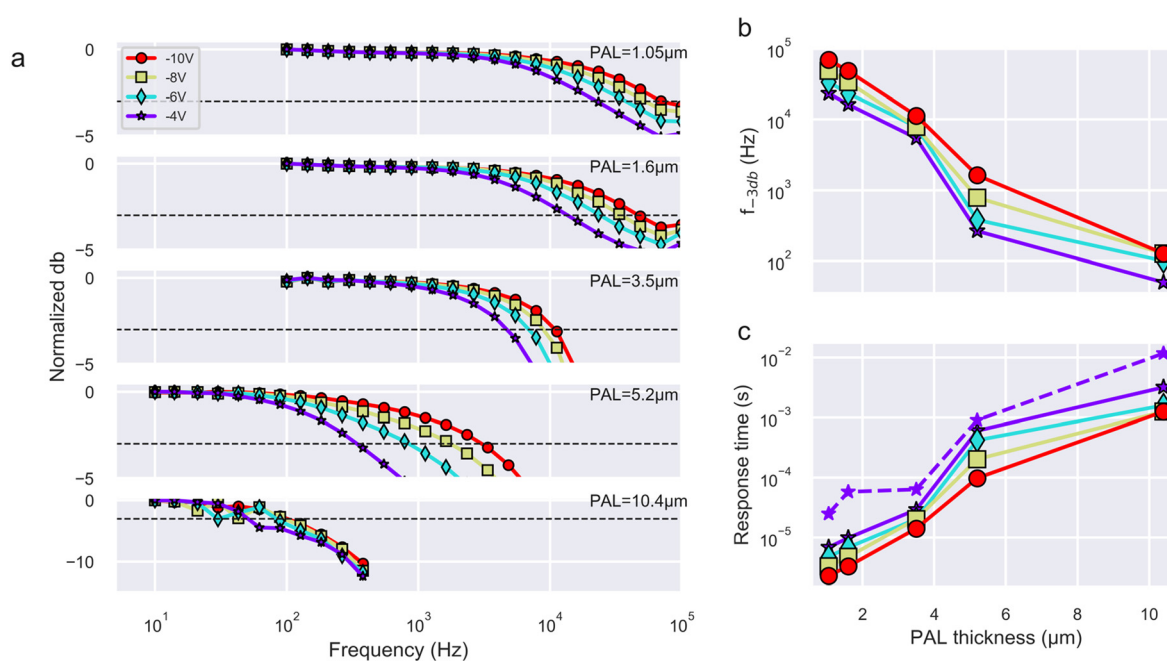 a
Normalized db
0
−5
-10V
-8V
-6V
-4V
PAL=1.05μm
0
−5
PAL=1.6μm
0
−5
PAL=3.5μm
0
−5
PAL=5.2μm
0
−10
PAL=10.4μm
10¹ 10² 10³ 10⁴ 10⁵
Frequency (Hz)
b
f₋₃db (Hz)
10⁵
10⁴
10³
10²
c
Response time (s)
10⁻²
10⁻³
10⁻⁴
10⁻⁵
2 4 6 8 10
PAL thickness (μm)